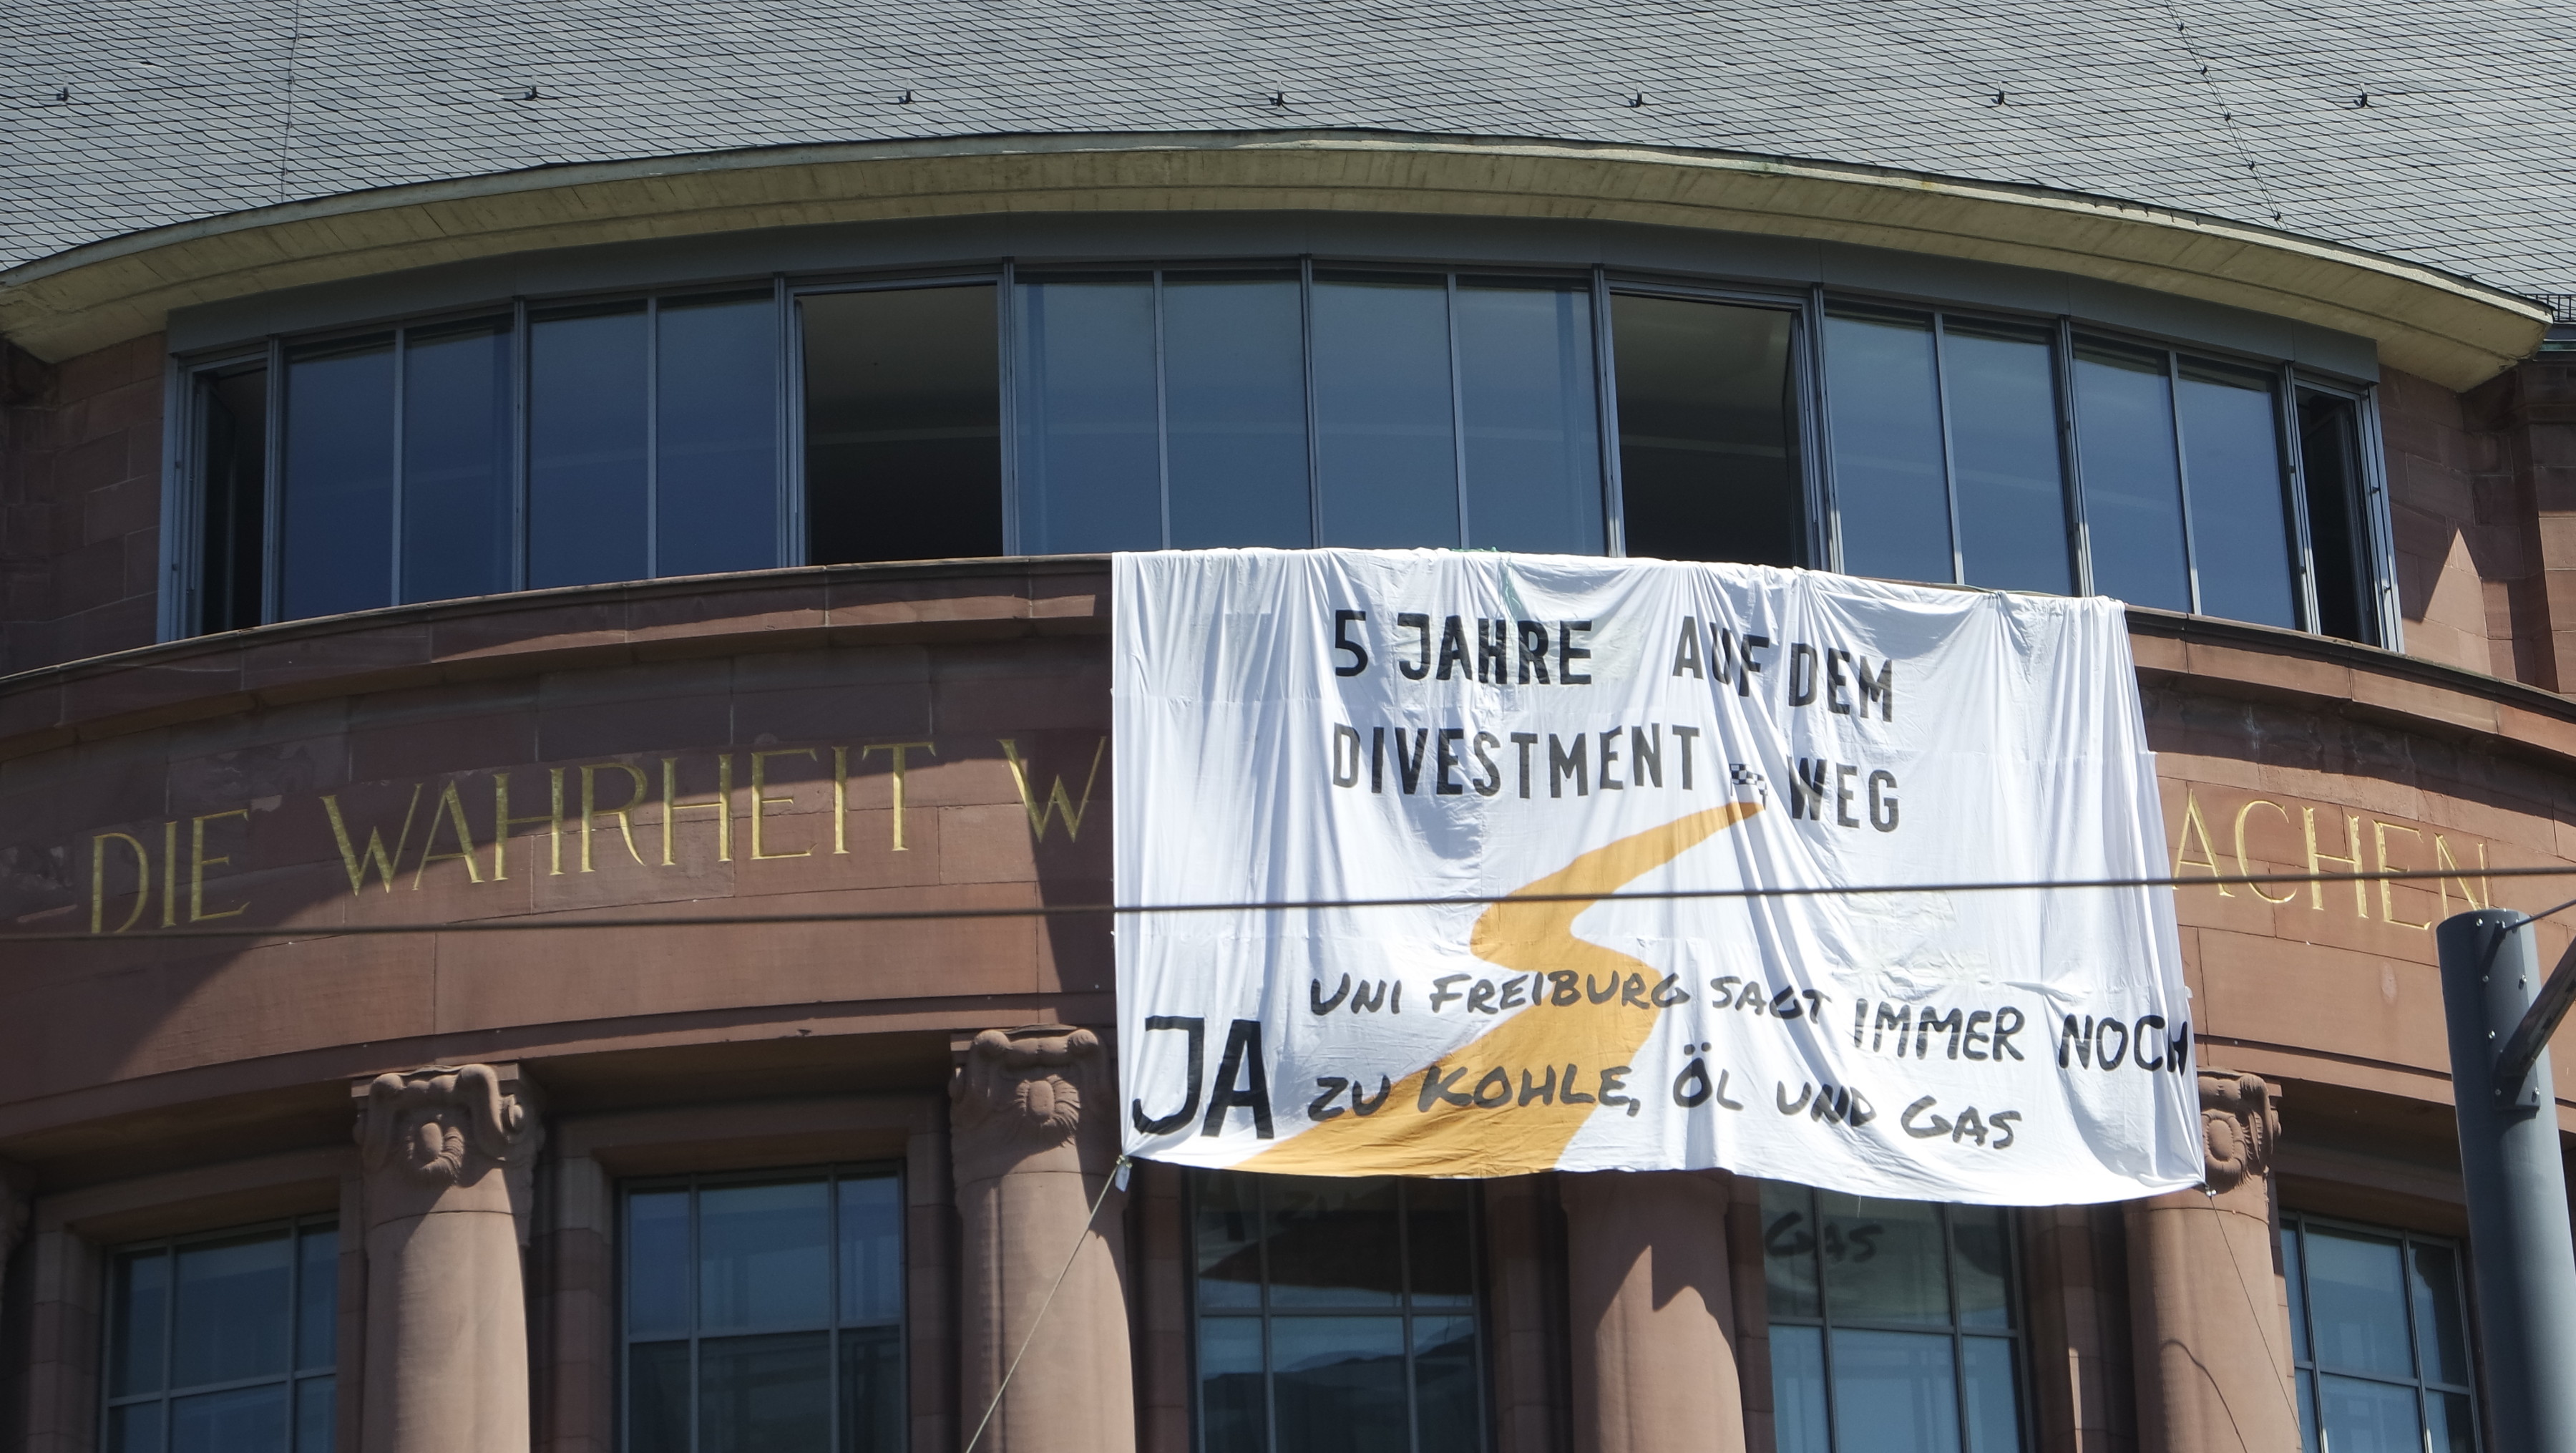 5 JAHRE AUF DEM
DIVESTMENT WEG
UNI FREIBURG SAGT IMMER NOCH
JA ZU KOHLE, ÖL UND GAS
DIE WAHRHEIT W
ACHEN
GAS